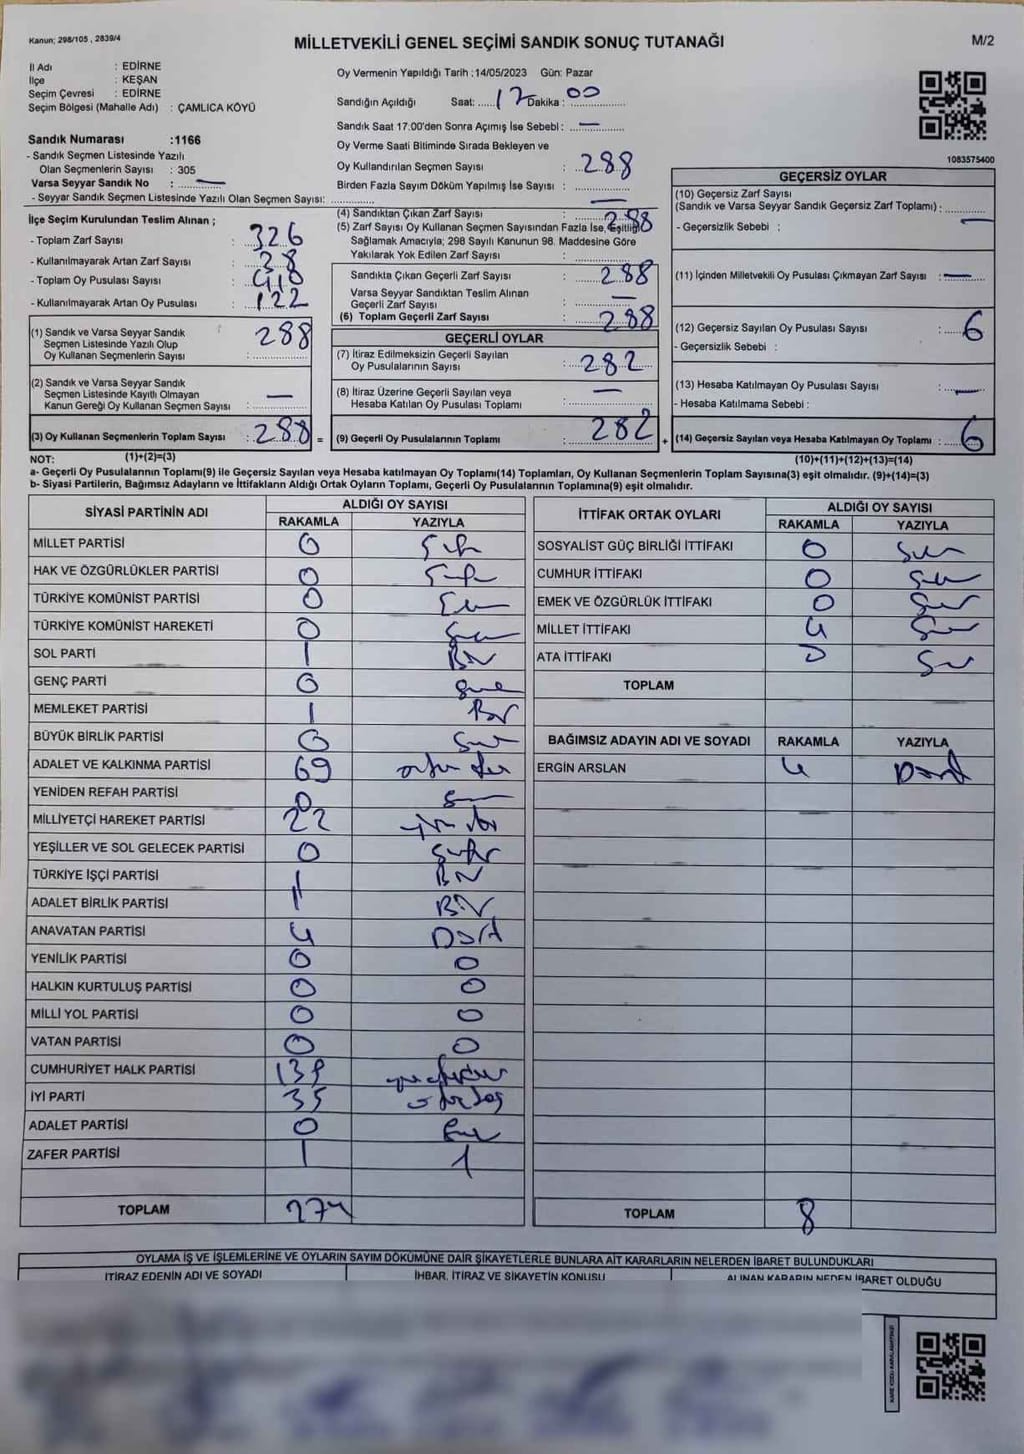 Kanun; 298/105 , 2839/4
MİLLETVEKİLİ GENEL SEÇİMİ SANDIK SONUÇ TUTANAĞI
M/2
İl Adı : EDİRNE
İlçe : KEŞAN
Seçim Çevresi : EDİRNE
Seçim Bölgesi (Mahalle Adı) : ÇAMLICA KÖYÜ
Sandık Numarası :1166
- Sandık Seçmen Listesinde Yazılı
Olan Seçmenlerin Sayısı : 305
Varsa Seyyar Sandık No : —
- Seyyar Sandık Seçmen Listesinde Yazılı Olan Seçmen Sayısı:
Oy Vermenin Yapıldığı Tarih :14/05/2023 Gün: Pazar
Sandığın Açıldığı Saat: 17 Dakika : 00
Sandık Saat 17:00'den Sonra Açımış İse Sebebi : —
Oy Verme Saati Bitiminde Sırada Bekleyen ve
Oy Kullandırılan Seçmen Sayısı : 288
Birden Fazla Sayım Döküm Yapılmış İse Sayısı : —
1083575400
İlçe Seçim Kurulundan Teslim Alınan ;
- Toplam Zarf Sayısı : 326
- Kullanılmayarak Artan Zarf Sayısı : 28
- Toplam Oy Pusulası Sayısı : 410
- Kullanılmayarak Artan Oy Pusulası : 122
(1) Sandık ve Varsa Seyyar Sandık
Seçmen Listesinde Yazılı Olup
Oy Kullanan Seçmenlerin Sayısı : 288
(2) Sandık ve Varsa Seyyar Sandık
Seçmen Listesinde Kayıtlı Olmayan
Kanun Gereği Oy Kullanan Seçmen Sayısı : —
(3) Oy Kullanan Seçmenlerin Toplam Sayısı : 288 =
(4) Sandıktan Çıkan Zarf Sayısı : 288
(5) Zarf Sayısı Oy Kullanan Seçmen Sayısından Fazla İse, Eşitliği
Sağlamak Amacıyla; 298 Sayılı Kanunun 98. Maddesine Göre
Yakılarak Yok Edilen Zarf Sayısı :
Sandıkta Çıkan Geçerli Zarf Sayısı : 288
Varsa Seyyar Sandıktan Teslim Alınan
Geçerli Zarf Sayısı : —
(6) Toplam Geçerli Zarf Sayısı : 288
GEÇERLİ OYLAR
(7) İtiraz Edilmeksizin Geçerli Sayılan
Oy Pusulalarının Sayısı : 282
(8) İtiraz Üzerine Geçerli Sayılan veya
Hesaba Katılan Oy Pusulası Toplamı : —
(9) Geçerli Oy Pusulalarının Toplamı : 282 +
GEÇERSİZ OYLAR
(10) Geçersiz Zarf Sayısı
(Sandık ve Varsa Seyyar Sandık Geçersiz Zarf Toplamı) : —
- Geçersizlik Sebebi :
(11) İçinden Milletvekili Oy Pusulası Çıkmayan Zarf Sayısı : —
(12) Geçersiz Sayılan Oy Pusulası Sayısı : 6
- Geçersizlik Sebebi :
(13) Hesaba Katılmayan Oy Pusulası Sayısı : —
- Hesaba Katılmama Sebebi :
(14) Geçersiz Sayılan veya Hesaba Katılmayan Oy Toplamı : 6
NOT: (1)+(2)=(3) (10)+(11)+(12)+(13)=(14)
a- Geçerli Oy Pusulalarının Toplamı(9) ile Geçersiz Sayılan veya Hesaba katılmayan Oy Toplamı(14) Toplamları, Oy Kullanan Seçmenlerin Toplam Sayısına(3) eşit olmalıdır. (9)+(14)=(3)
b- Siyasi Partilerin, Bağımsız Adayların ve İttifakların Aldığı Ortak Oyların Toplamı, Geçerli Oy Pusulalarının Toplamına(9) eşit olmalıdır.
SİYASİ PARTİNİN ADI ALDIĞI OY SAYISI
RAKAMLA YAZIYLA
MİLLET PARTİSİ 0
HAK VE ÖZGÜRLÜKLER PARTİSİ 0
TÜRKİYE KOMÜNİST PARTİSİ 0
TÜRKİYE KOMÜNİST HAREKETİ 0
SOL PARTİ 1 Bir
GENÇ PARTİ 0
MEMLEKET PARTİSİ 1 Bir
BÜYÜK BİRLİK PARTİSİ 0
ADALET VE KALKINMA PARTİSİ 69
YENİDEN REFAH PARTİSİ 0
MİLLİYETÇİ HAREKET PARTİSİ 22
YEŞİLLER VE SOL GELECEK PARTİSİ 0
TÜRKİYE İŞÇİ PARTİSİ 1 Bir
ADALET BİRLİK PARTİSİ 1 Bir
ANAVATAN PARTİSİ 4 Dört
YENİLİK PARTİSİ 0 0
HALKIN KURTULUŞ PARTİSİ 0 0
MİLLİ YOL PARTİSİ 0 0
VATAN PARTİSİ 0 0
CUMHURİYET HALK PARTİSİ 139
İYİ PARTİ 35 otuzbeş
ADALET PARTİSİ 0
ZAFER PARTİSİ 1 1
TOPLAM 274
İTTİFAK ORTAK OYLARI ALDIĞI OY SAYISI
RAKAMLA YAZIYLA
SOSYALİST GÜÇ BİRLİĞİ İTTİFAKI 0
CUMHUR İTTİFAKI 0
EMEK VE ÖZGÜRLÜK İTTİFAKI 0
MİLLET İTTİFAKI 4
ATA İTTİFAKI 0
TOPLAM
BAĞIMSIZ ADAYIN ADI VE SOYADI RAKAMLA YAZIYLA
ERGİN ARSLAN 4 Dört
TOPLAM 8
OYLAMA İŞ VE İŞLEMLERİNE VE OYLARIN SAYIM DÖKÜMÜNE DAİR ŞİKAYETLERLE BUNLARA AİT KARARLARIN NELERDEN İBARET BULUNDUKLARI
İTİRAZ EDENİN ADI VE SOYADI İHBAR, İTİRAZ VE ŞİKAYETİN KONUSU ALINAN KARARIN NEDEN İBARET OLDUĞU